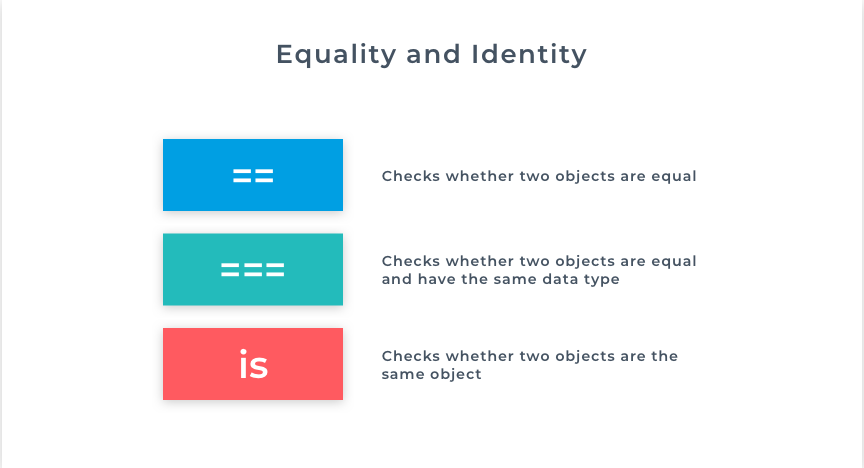 Equality and Identity
==
Checks whether two objects are equal
===
Checks whether two objects are equal
and have the same data type
is
Checks whether two objects are the
same object